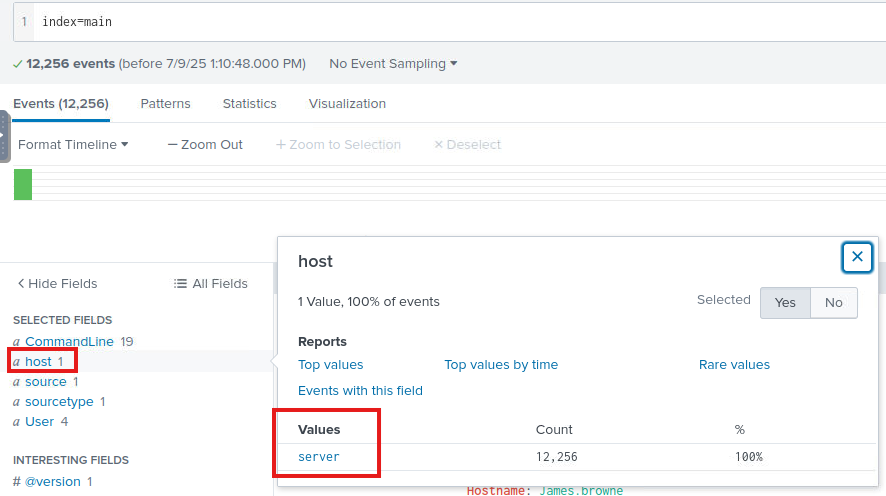 1 index=main
✓ 12,256 events (before 7/9/25 1:10:48.000 PM) No Event Sampling
Events (12,256) Patterns Statistics Visualization
Format Timeline — Zoom Out + Zoom to Selection × Deselect
host
1 Value, 100% of events
Selected Yes No
Reports
Top values Top values by time Rare values
Events with this field
Values Count %
server 12,256 100%
< Hide Fields All Fields
SELECTED FIELDS
a CommandLine 19
a host 1
a source 1
a sourcetype 1
a User 4
INTERESTING FIELDS
# @version 1
Hostname: James.browne